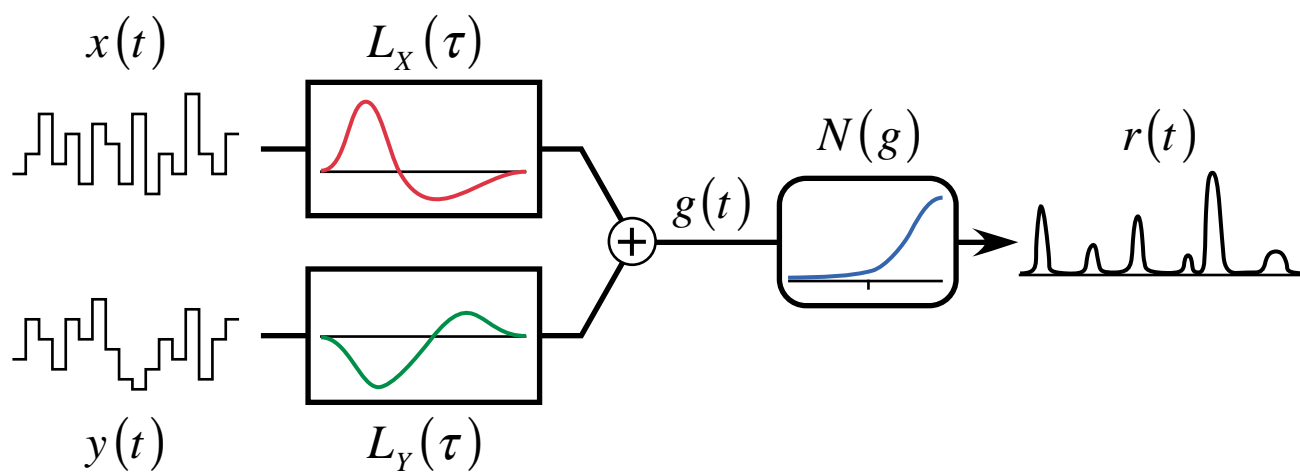 x(t)
L_X(τ)
N(g)
r(t)
g(t)
+
y(t)
L_Y(τ)